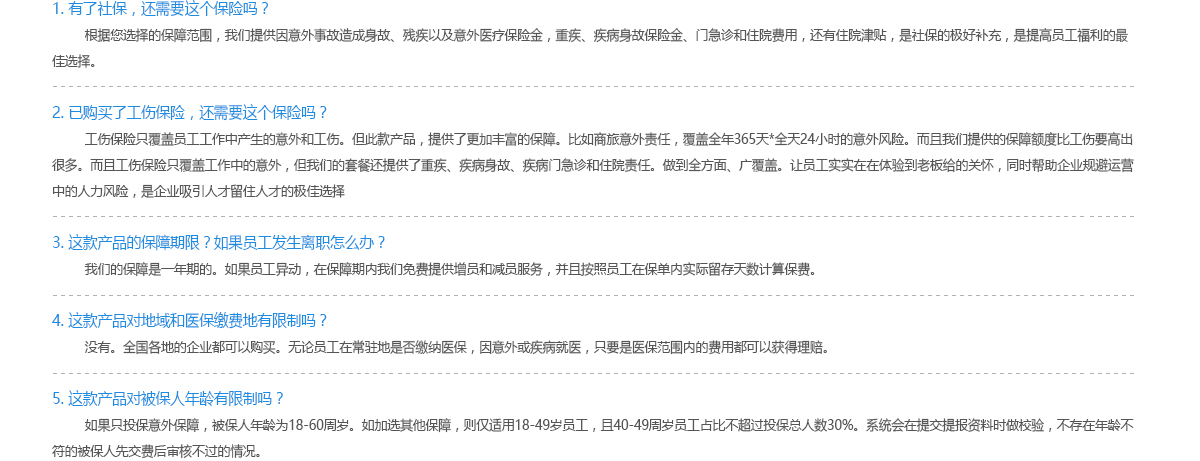 1. 有了社保，还需要这个保险吗？
根据您选择的保障范围，我们提供因意外事故造成身故、残疾以及意外医疗保险金，重疾、疾病身故保险金、门急诊和住院费用，还有住院津贴，是社保的极好补充，是提高员工福利的最
佳选择。
2. 已购买了工伤保险，还需要这个保险吗？
工伤保险只覆盖员工工作中产生的意外和工伤。但此款产品，提供了更加丰富的保障。比如商旅意外责任，覆盖全年365天*全天24小时的意外风险。而且我们提供的保障额度比工伤要高出
很多。而且工伤保险只覆盖工作中的意外，但我们的套餐还提供了重疾、疾病身故、疾病门急诊和住院责任。做到全方面、广覆盖。让员工实实在在体验到老板给的关怀，同时帮助企业规避运营
中的人力风险，是企业吸引人才留住人才的极佳选择
3. 这款产品的保障期限？如果员工发生离职怎么办？
我们的保障是一年期的。如果员工异动，在保障期内我们免费提供增员和减员服务，并且按照员工在保单内实际留存天数计算保费。
4. 这款产品对地域和医保缴费地有限制吗？
没有。全国各地的企业都可以购买。无论员工在常驻地是否缴纳医保，因意外或疾病就医，只要是医保范围内的费用都可以获得理赔。
5. 这款产品对被保人年龄有限制吗？
如果只投保意外保障，被保人年龄为18-60周岁。如加选其他保障，则仅适用18-49岁员工，且40-49周岁员工占比不超过投保总人数30%。系统会在提交提报资料时做校验，不存在年龄不
符的被保人先交费后审核不过的情况。